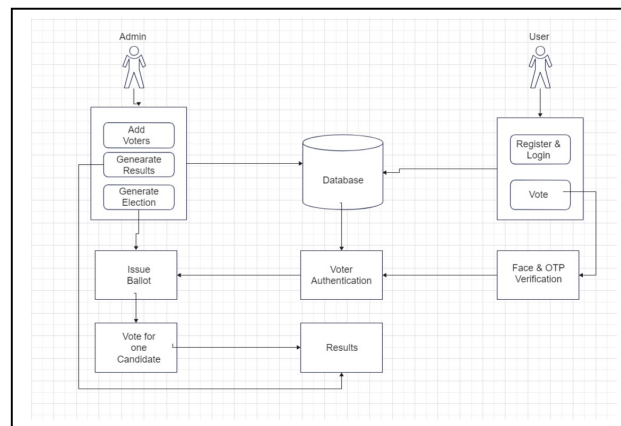 Admin
User
Add
Voters
Genearate
Results
Generate
Election
Database
Register &
Login
Vote
Issue
Ballot
Voter
Authentication
Face & OTP
Verification
Vote for
one
Candidate
Results